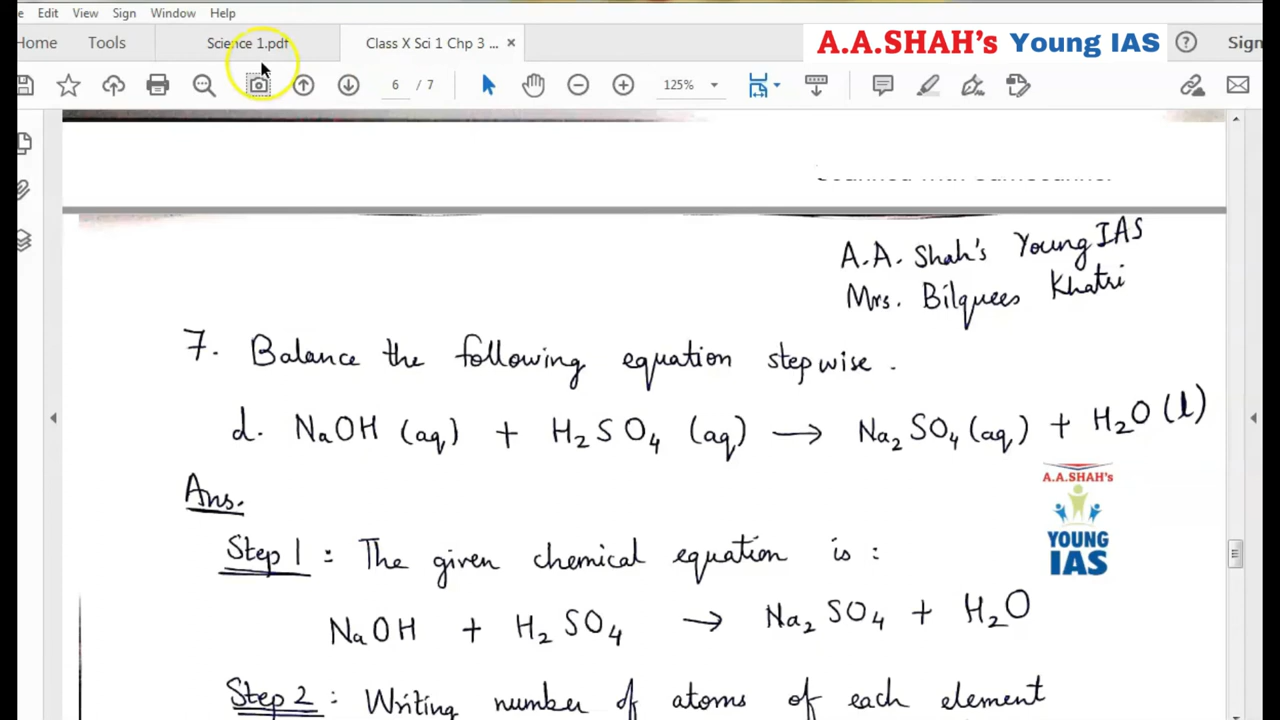 e Edit View Sign Window Help
Home Tools Science 1.pdf Class X Sci 1 Chp 3 ... × A.A.SHAH's Young IAS ? Sign
6 / 7 125%
A.A. Shah's Young IAS
Mrs. Bilquees Khatri
7. Balance the following equation stepwise.
d. NaOH (aq) + H₂SO₄ (aq) → Na₂SO₄ (aq) + H₂O (l)
A.A.SHAH's
YOUNG
IAS
Ans.
Step 1 : The given chemical equation is :
NaOH + H₂SO₄ → Na₂SO₄ + H₂O
Step 2 : Writing number of atoms of each element